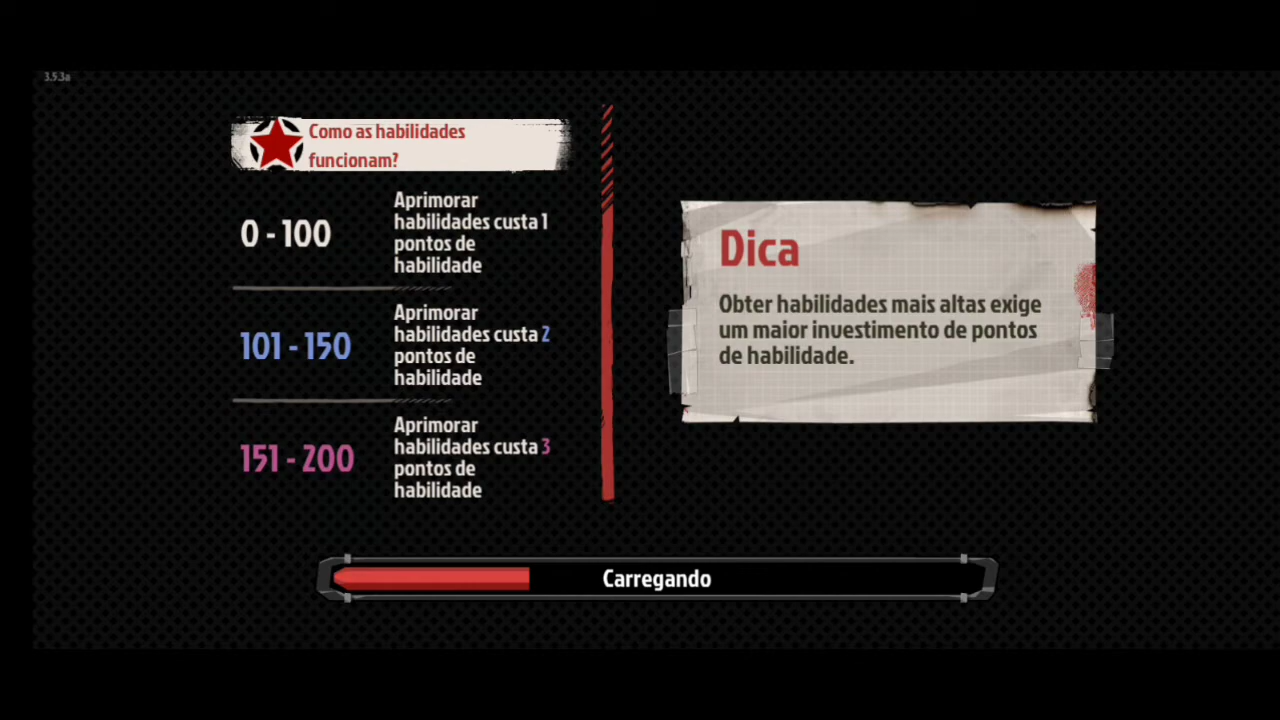 3.5.3a
Como as habilidades
funcionam?
0 - 100
Aprimorar
habilidades custa 1
pontos de
habilidade
101 - 150
Aprimorar
habilidades custa 2
pontos de
habilidade
151 - 200
Aprimorar
habilidades custa 3
pontos de
habilidade
Dica
Obter habilidades mais altas exige
um maior investimento de pontos
de habilidade.
Carregando